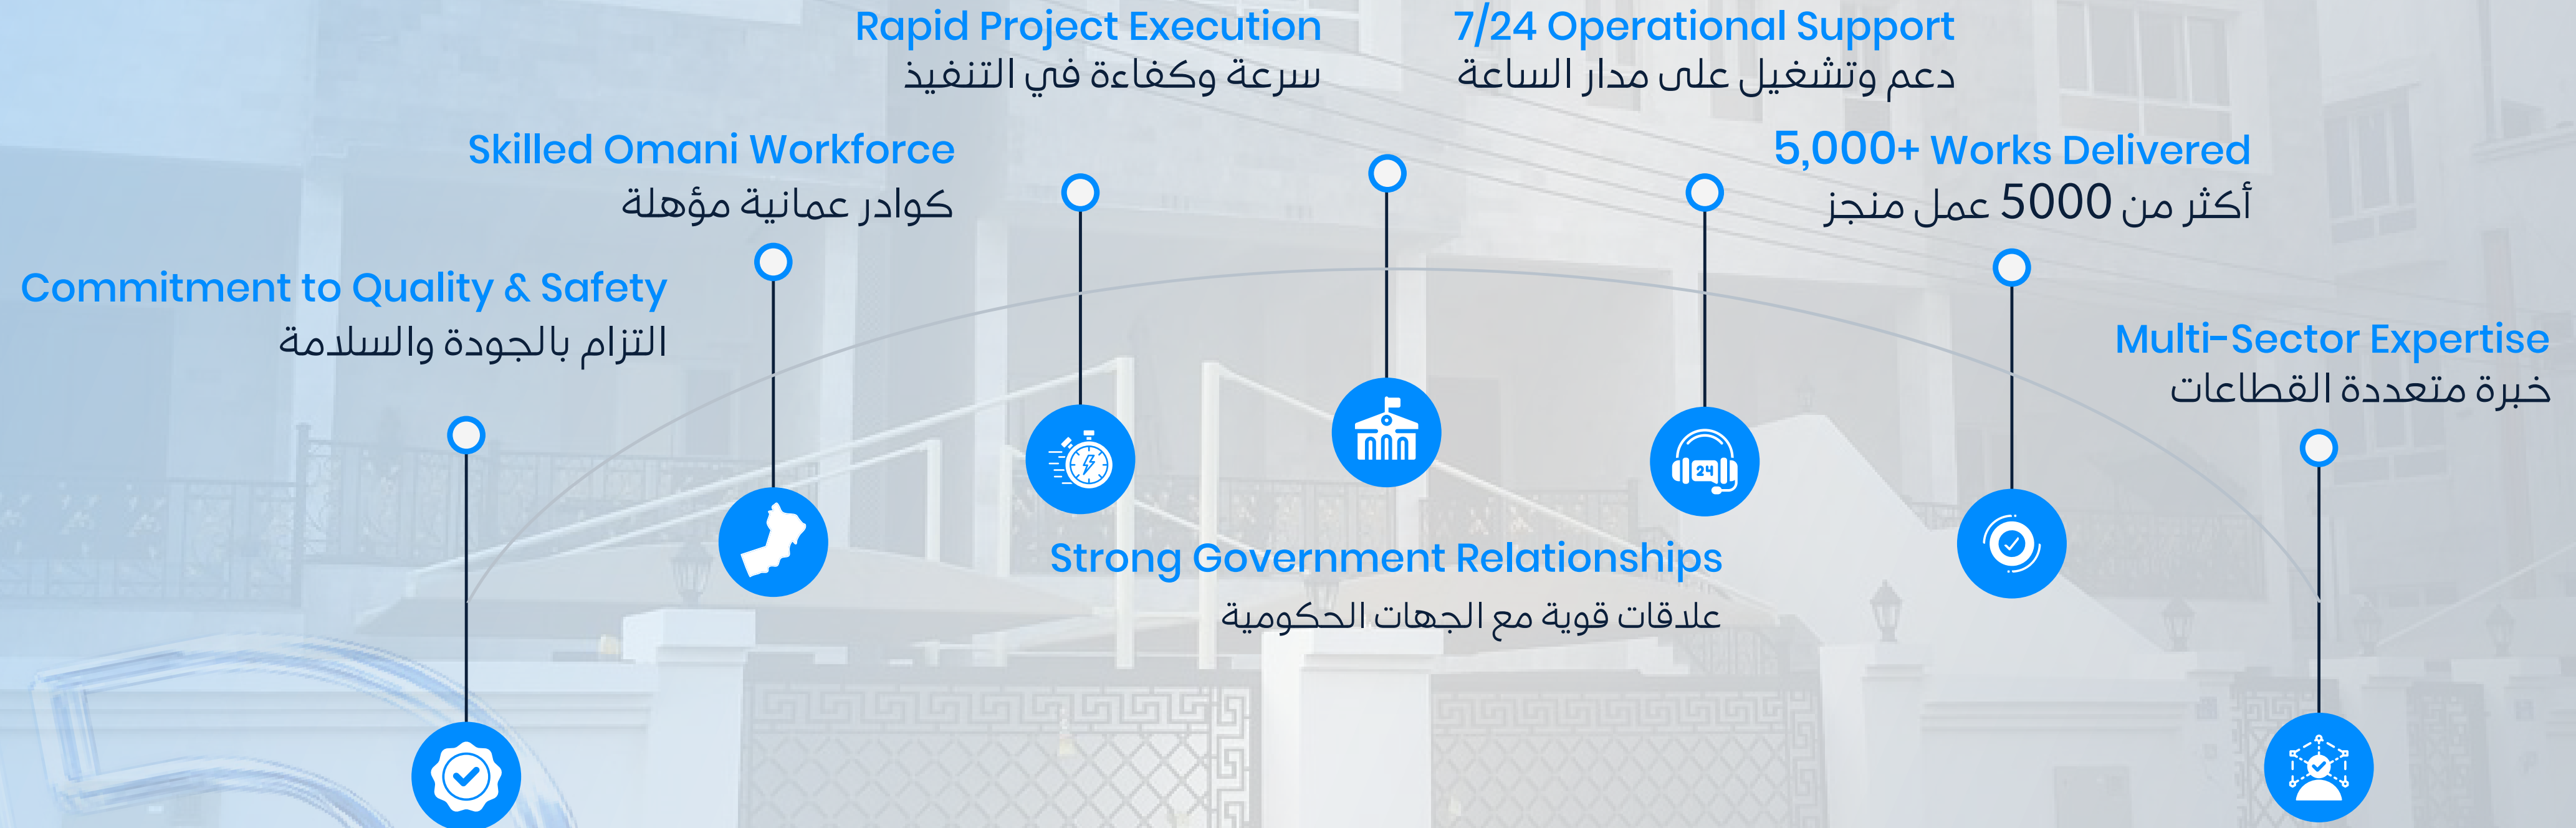 Rapid Project Execution
سرعة وكفاءة في التنفيذ
7/24 Operational Support
دعم وتشغيل على مدار الساعة
Skilled Omani Workforce
كوادر عمانية مؤهلة
5,000+ Works Delivered
أكثر من 5000 عمل منجز
Commitment to Quality & Safety
التزام بالجودة والسلامة
Multi-Sector Expertise
خبرة متعددة القطاعات
24
Strong Government Relationships
علاقات قوية مع الجهات الحكومية